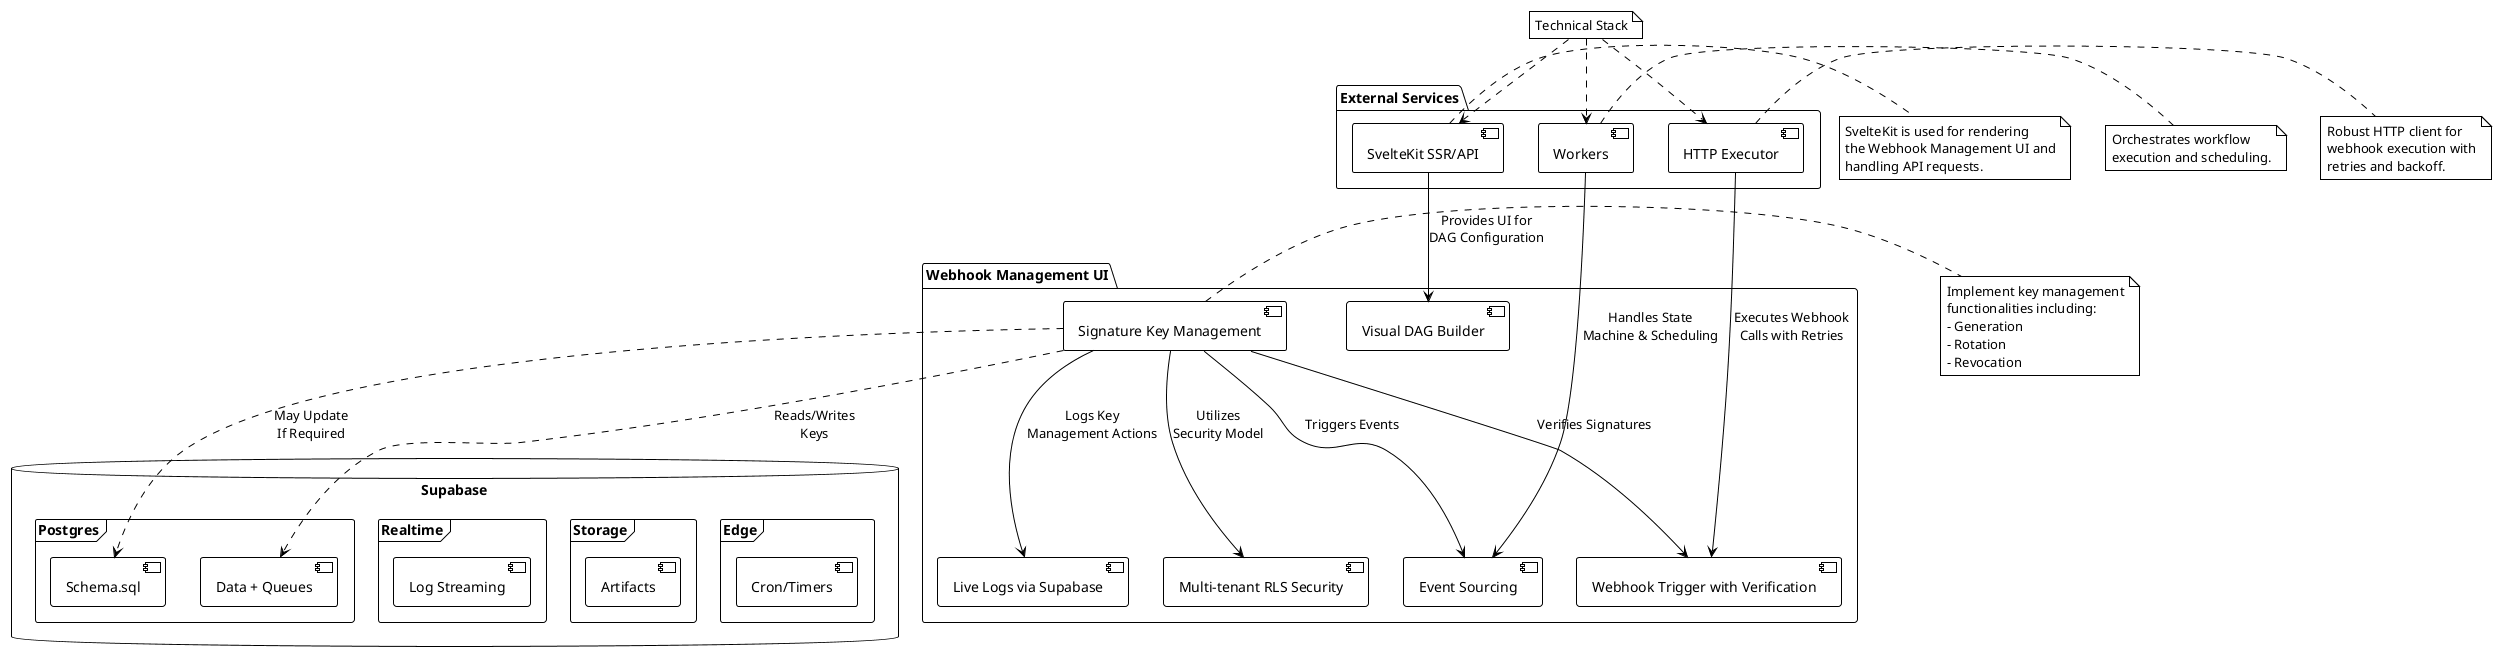 Technical Stack
External Services
SvelteKit SSR/API
Workers
HTTP Executor
SvelteKit is used for rendering
the Webhook Management UI and
handling API requests.
Orchestrates workflow
execution and scheduling.
Robust HTTP client for
webhook execution with
retries and backoff.
Provides UI for
DAG Configuration
Webhook Management UI
Signature Key Management
Visual DAG Builder
Handles State
Machine & Scheduling
Executes Webhook
Calls with Retries
Implement key management
functionalities including:
- Generation
- Rotation
- Revocation
May Update
If Required
Reads/Writes
Keys
Logs Key
Management Actions
Utilizes
Security Model
Triggers Events
Verifies Signatures
Supabase
Postgres
Realtime
Storage
Edge
Schema.sql
Data + Queues
Log Streaming
Artifacts
Cron/Timers
Live Logs via Supabase
Multi-tenant RLS Security
Event Sourcing
Webhook Trigger with Verification